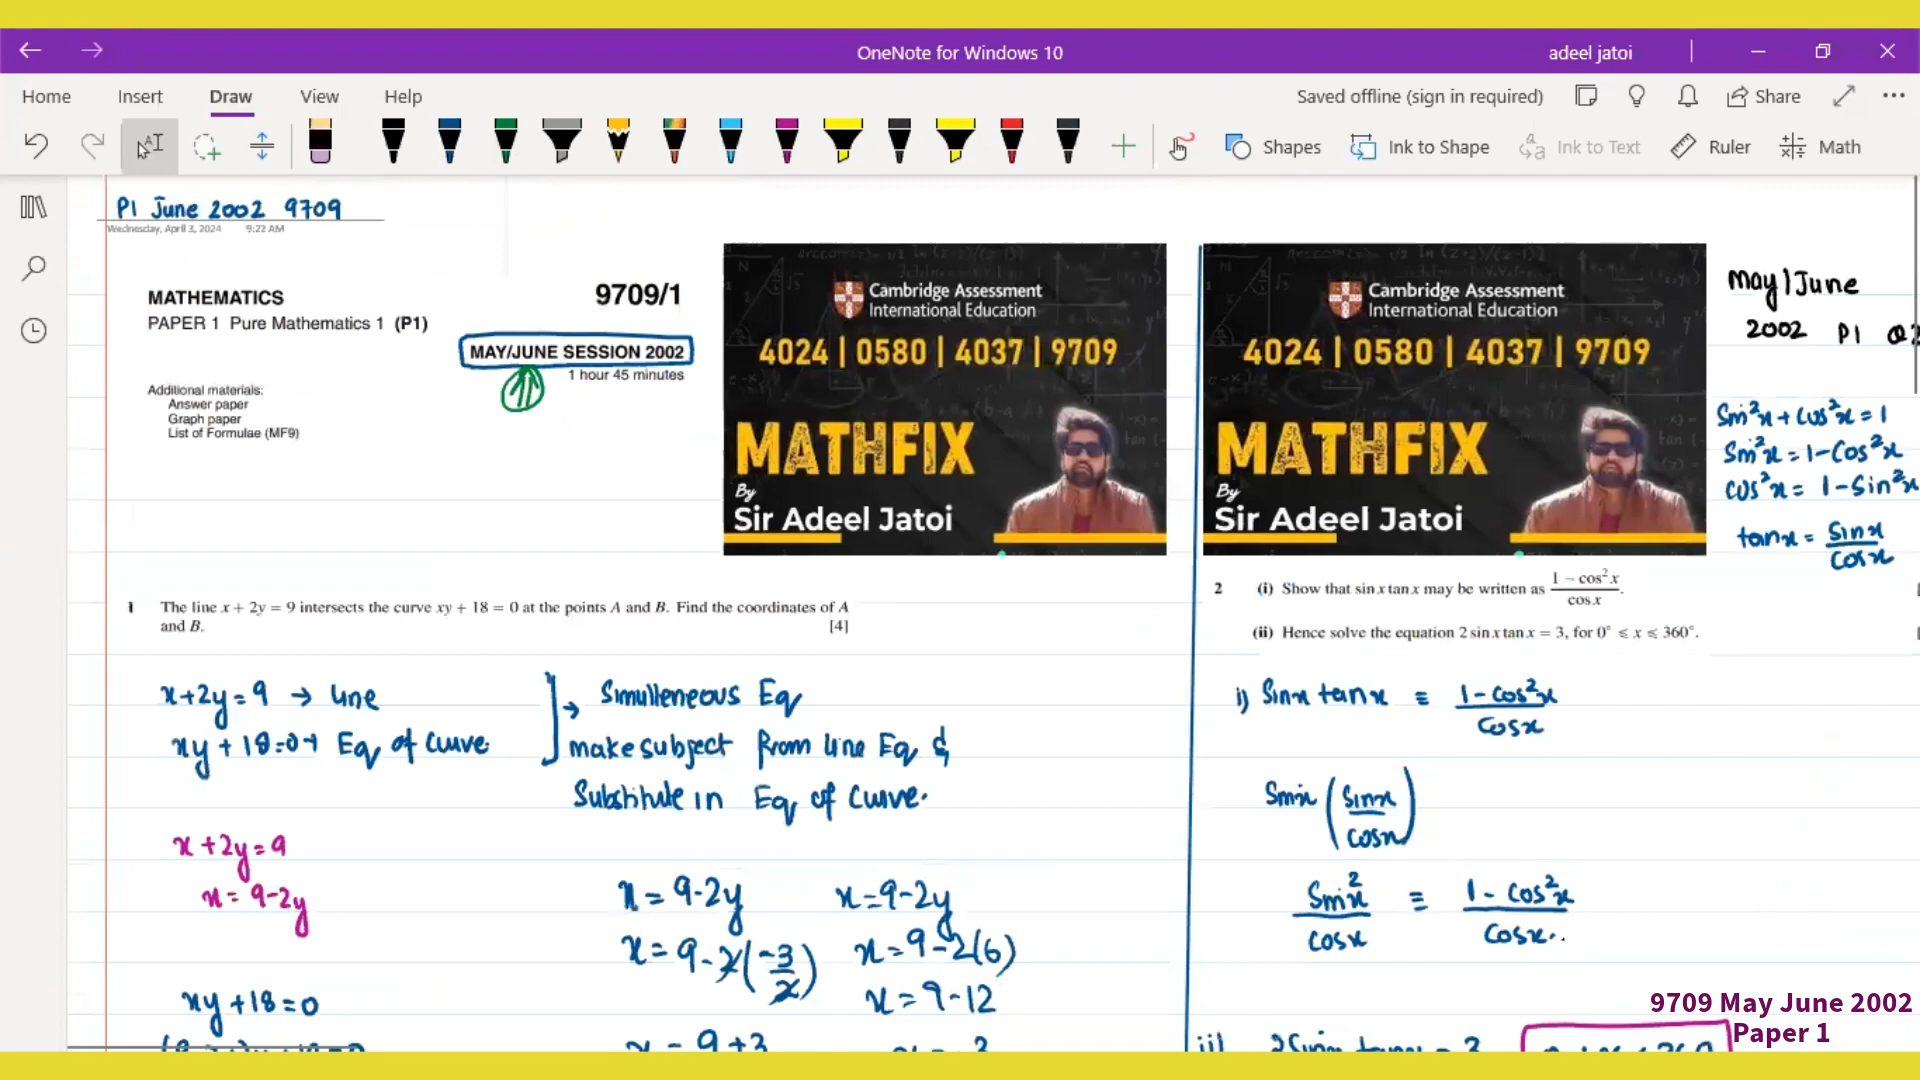 OneNote for Windows 10
adeel jatoi
Home Insert Draw View Help
Saved offline (sign in required)
Share
Shapes
Ink to Shape
Ink to Text
Ruler
Math
P1 June 2002 9709
Wednesday, April 3, 2024 9:22 AM
MATHEMATICS
9709/1
PAPER 1 Pure Mathematics 1 (P1)
MAY/JUNE SESSION 2002
1 hour 45 minutes
Additional materials:
Answer paper
Graph paper
List of Formulae (MF9)
Cambridge Assessment
International Education
4024 | 0580 | 4037 | 9709
MATHFIX
By
Sir Adeel Jatoi
1 The line x + 2y = 9 intersects the curve xy + 18 = 0 at the points A and B. Find the coordinates of A
and B. [4]
x+2y=9 → Line
xy+18=0→ Eq of Curve
→ Simulleneous Eq
make subject from line Eq &
Substitute in Eq of Curve.
x+2y=9
x=9-2y
xy+18=0
x=9-2y
x=9-2(-3/2)
x=9+3
x=9-2y
x=9-2(6)
x=9-12
Cambridge Assessment
International Education
4024 | 0580 | 4037 | 9709
MATHFIX
By
Sir Adeel Jatoi
May/June
2002 P1
Sin²x+Cos²x=1
Sin²x=1-Cos²x
Cos²x=1-Sin²x
tanx = Sinx/Cosx
2 (i) Show that sin x tan x may be written as (1 − cos² x)/cos x.
(ii) Hence solve the equation 2 sin x tan x = 3, for 0° ⩽ x ⩽ 360°.
i) Sinx tanx ≡ (1-Cos²x)/Cosx
Sinx (Sinx/Cosx)
Sin²x/Cosx ≡ (1-Cos²x)/Cosx.
9709 May June 2002
Paper 1